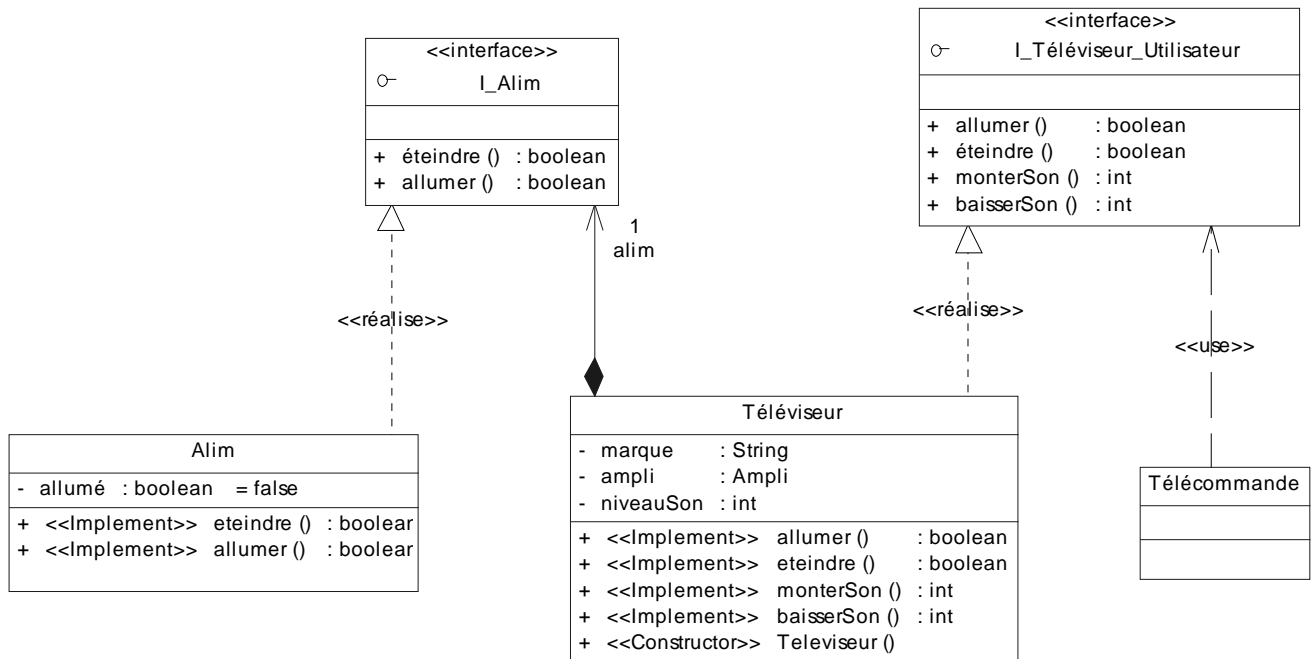 <<interface>>
I_Alim
+ éteindre () : boolean
+ allumer () : boolean
<<interface>>
I_Téléviseur_Utilisateur
+ allumer () : boolean
+ éteindre () : boolean
+ monterSon () : int
+ baisserSon () : int
1
alim
<<réalise>>
<<réalise>>
<<use>>
Alim
- allumé : boolean = false
+ <<Implement>> eteindre () : boolear
+ <<Implement>> allumer () : boolear
Téléviseur
- marque : String
- ampli : Ampli
- niveauSon : int
+ <<Implement>> allumer () : boolean
+ <<Implement>> eteindre () : boolean
+ <<Implement>> monterSon () : int
+ <<Implement>> baisserSon () : int
+ <<Constructor>> Televiseur ()
Télécommande